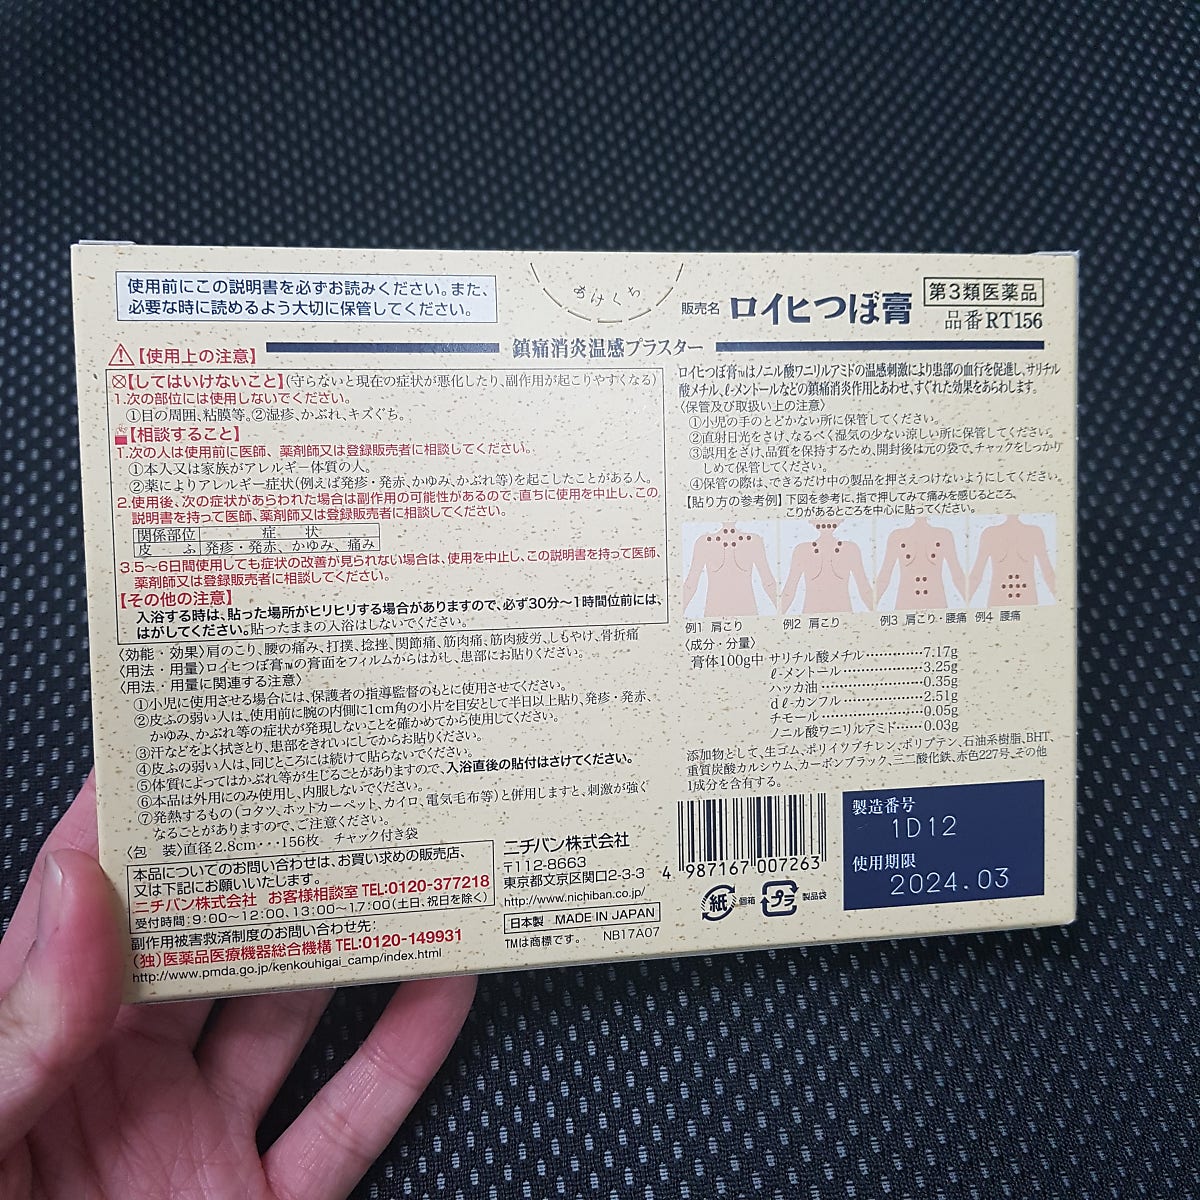 使用前にこの説明書を必ずお読みください。また、
必要な時に読めるよう大切に保管してください。
あけくち
販売名 ロイヒつぼ膏
第3類医薬品
品番RT156
鎮痛消炎温感プラスター
【使用上の注意】
【してはいけないこと】(守らないと現在の症状が悪化したり、副作用が起こりやすくなる)
1.次の部位には使用しないでください。
①目の周囲、粘膜等。②湿疹、かぶれ、キズぐち。
【相談すること】
1.次の人は使用前に医師、薬剤師又は登録販売者に相談してください。
①本人又は家族がアレルギー体質の人。
②薬によりアレルギー症状(例えば発疹・発赤、かゆみ、かぶれ等)を起こしたことがある人。
2.使用後、次の症状があらわれた場合は副作用の可能性があるので、直ちに使用を中止し、この
説明書を持って医師、薬剤師又は登録販売者に相談してください。
関係部位 症 状
皮 ふ 発疹・発赤、かゆみ、痛み
3.5〜6日間使用しても症状の改善が見られない場合は、使用を中止し、この説明書を持って医師、
薬剤師又は登録販売者に相談してください。
【その他の注意】
入浴する時は、貼った場所がヒリヒリする場合がありますので、必ず30分〜1時間位前には、
はがしてください。貼ったままの入浴はしないでください。
〈効能・効果〉肩のこり、腰の痛み、打撲、捻挫、関節痛、筋肉痛、筋肉疲労、しもやけ、骨折痛
〈用法・用量〉ロイヒつぼ膏TMの膏面をフィルムからはがし、患部にお貼りください。
〈用法・用量に関連する注意〉
①小児に使用させる場合には、保護者の指導監督のもとに使用させてください。
②皮ふの弱い人は、使用前に腕の内側に1cm角の小片を目安として半日以上貼り、発疹・発赤、
かゆみ、かぶれ等の症状が発現しないことを確かめてから使用してください。
③汗などをよく拭きとり、患部をきれいにしてからお貼りください。
④皮ふの弱い人は、同じところには続けて貼らないでください。
⑤体質によってはかぶれ等が生じることがありますので、入浴直後の貼付はさけてください。
⑥本品は外用にのみ使用し、内服しないでください。
⑦発熱するもの(コタツ、ホットカーペット、カイロ、電気毛布等)と併用しますと、刺激が強ぐ
なることがありますので、ご注意ください。
〈包 装〉直径2.8cm・・・156枚 チャック付き袋
本品についてのお問い合わせは、お買い求めの販売店、
又は下記にお願いいたします。
ニチバン株式会社 お客様相談室 TEL:0120-377218
受付時間:9:00〜12:00、13:00〜17:00(土日、祝日を除く)
副作用被害救済制度のお問い合わせ先:
(独)医薬品医療機器総合機構 TEL:0120-149931
http://www.pmda.go.jp/kenkouhigai_camp/index.html
ニチバン株式会社
〒112-8663
東京都文京区関口2-3-3
http://www.nichiban.co.jp/
日本製 MADE IN JAPAN
TMは商標です。 NB17A07
ロイヒつぼ膏TMはノニル酸ワニリルアミドの温感刺激により患部の血行を促進し、サリチル
酸メチル、ℓ-メントールなどの鎮痛消炎作用とあわせ、すぐれた効果をあらわします。
〈保管及び取扱い上の注意〉
①小児の手のとどかない所に保管してください。
②直射日光をさけ、なるべく湿気の少ない涼しい所に保管してください。
③誤用をさけ、品質を保持するため、開封後は元の袋で、チャックをしっかり
しめて保管してください。
④保管の際は、できるだけ中の製品を押さえつけないようにしてください。
【貼り方の参考例】下図を参考に、指で押してみて痛みを感じるところ、
こりがあるところを中心に貼ってください。
例1 肩こり 例2 肩こり 例3 肩こり・腰痛 例4 腰痛
〈成分・分量〉
膏体100g中 サリチル酸メチル・・・・・・・・7.17g
ℓ-メントール・・・・・・・・3.25g
ハッカ油・・・・・・・・0.35g
dℓ-カンフル・・・・・・・・2.51g
チモール・・・・・・・・0.05g
ノニル酸ワニリルアミド・・・・・0.03g
添加物として、生ゴム、ポリイソブチレン、ポリブテン、石油系樹脂、BHT、
重質炭酸カルシウム、カーボンブラック、三二酸化鉄、赤色227号、その他
1成分を含有する。
4 987167 007263
紙 個箱 プラ 製品袋
製造番号
1D12
使用期限
2024.03